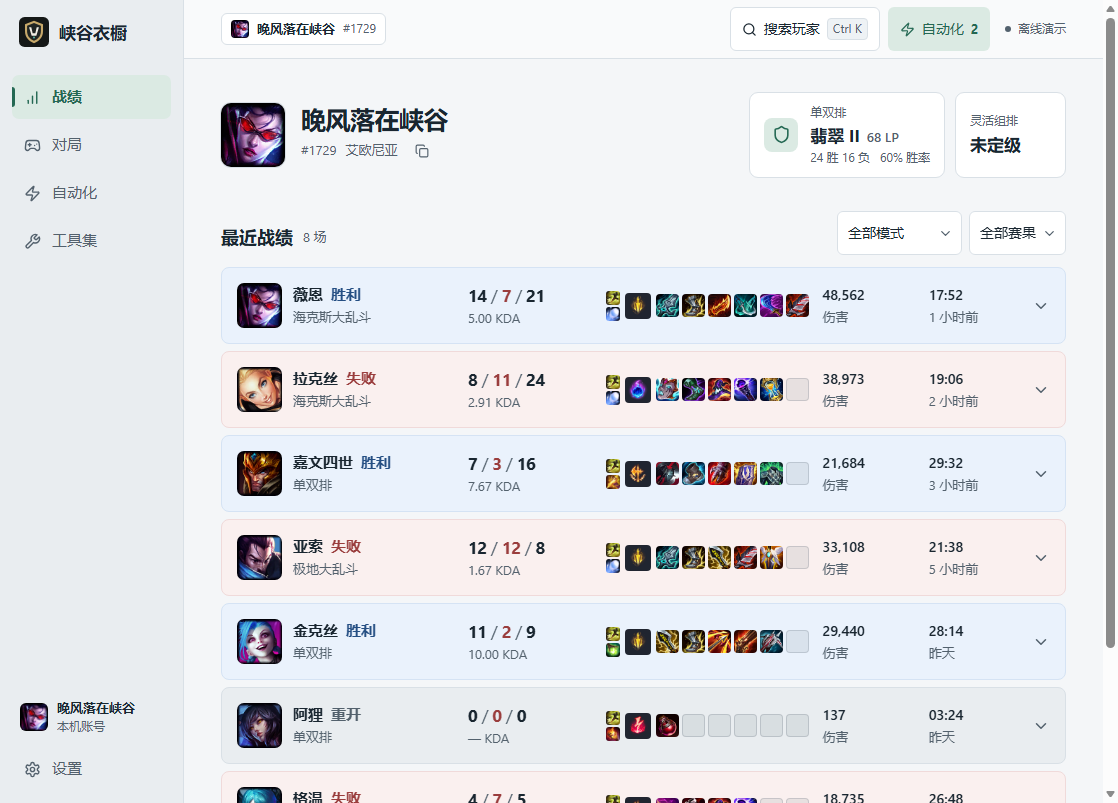 峡谷衣橱
晚风落在峡谷 #1729
搜索玩家 Ctrl K
自动化 2
离线演示
战绩
对局
自动化
工具集
晚风落在峡谷
#1729 艾欧尼亚
单双排
翡翠 II 68 LP
24 胜 16 负 60% 胜率
灵活组排
未定级
最近战绩 8 场
全部模式
全部赛果
薇恩 胜利
海克斯大乱斗
14 / 7 / 21
5.00 KDA
48,562
伤害
17:52
1 小时前
拉克丝 失败
海克斯大乱斗
8 / 11 / 24
2.91 KDA
38,973
伤害
19:06
2 小时前
嘉文四世 胜利
单双排
7 / 3 / 16
7.67 KDA
21,684
伤害
29:32
3 小时前
亚索 失败
极地大乱斗
12 / 12 / 8
1.67 KDA
33,108
伤害
21:38
5 小时前
金克丝 胜利
单双排
11 / 2 / 9
10.00 KDA
29,440
伤害
28:14
昨天
阿狸 重开
单双排
0 / 0 / 0
— KDA
137
伤害
03:24
昨天
格温 失败
4 / 7 / 5
18,735
26:48
晚风落在峡谷
本机账号
设置